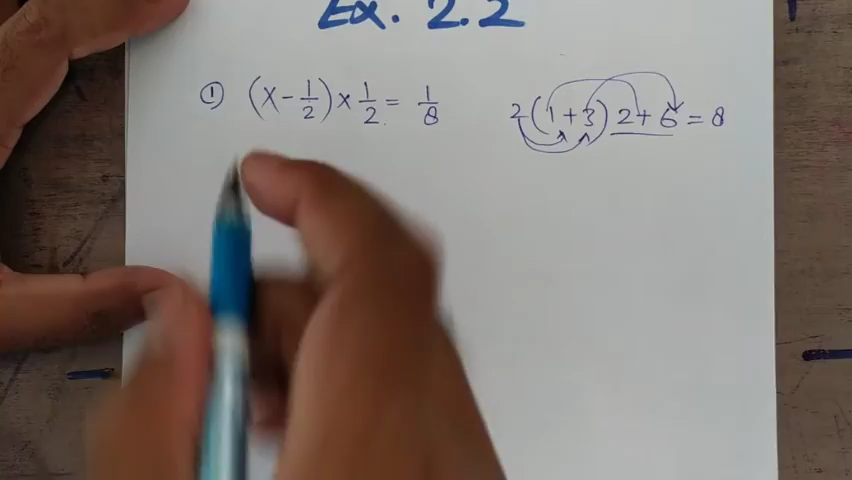 Ex. 2.2
① (x - 1/2) × 1/2 = 1/8
2(1+3) 2+6 = 8